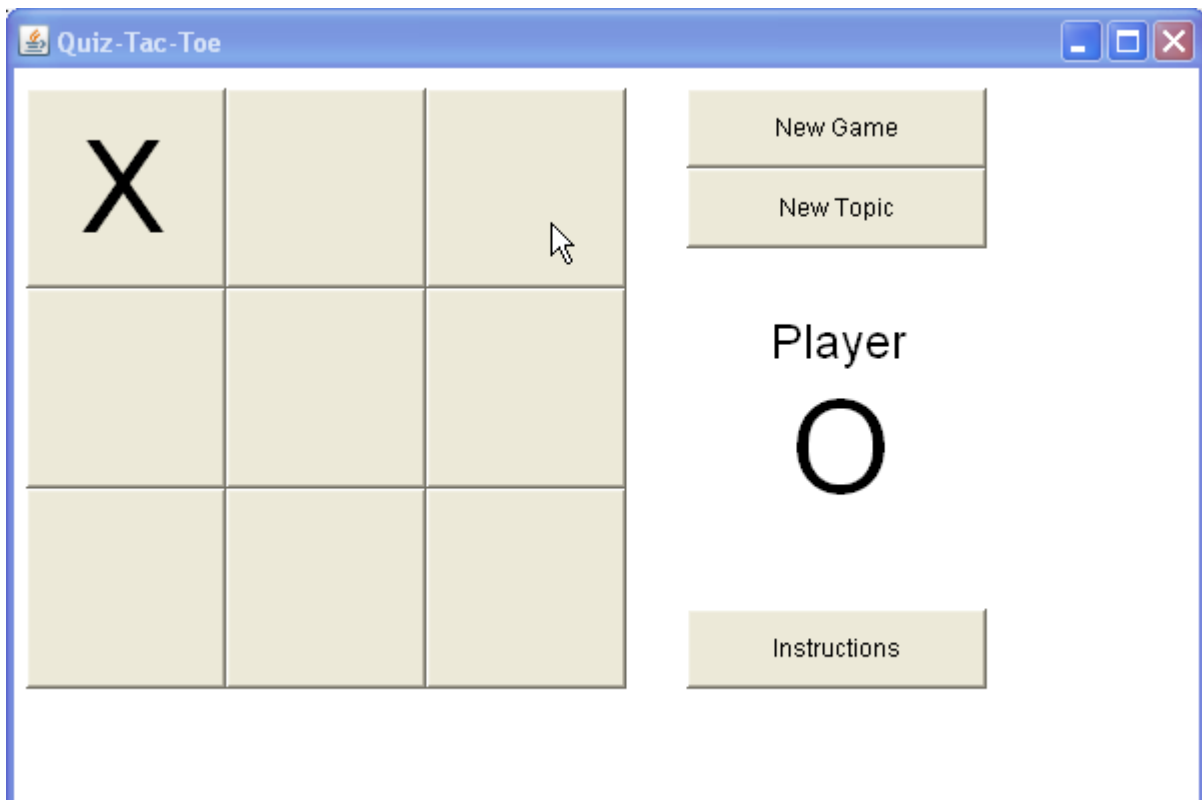 Quiz-Tac-Toe
X
New Game
New Topic
Player
O
Instructions